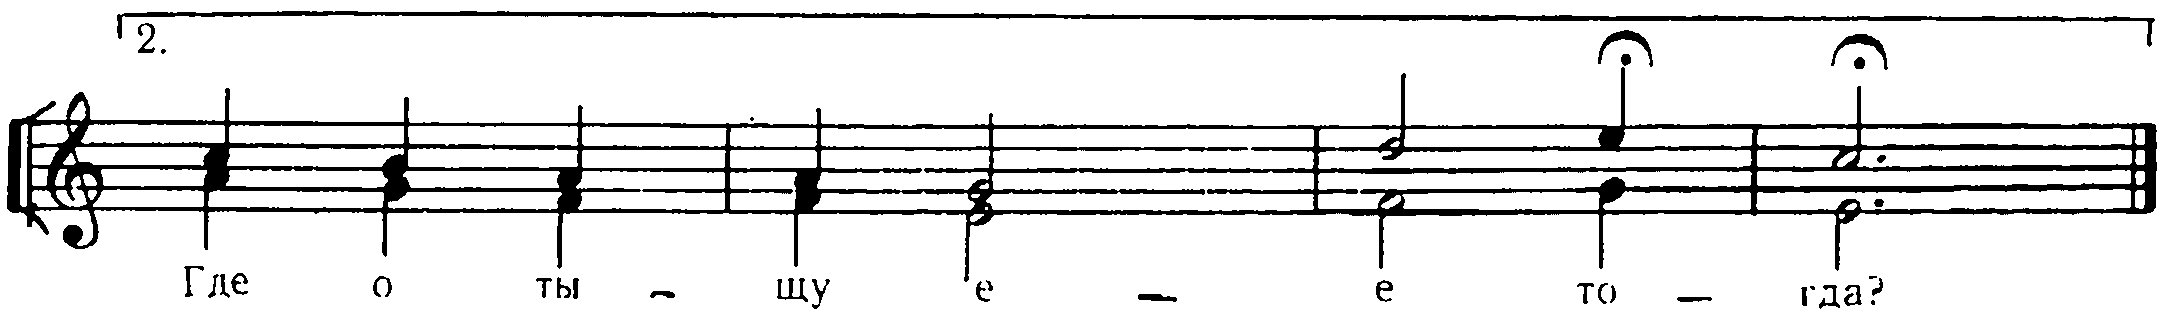 2.
Где о ты – щу е – е то – гда?